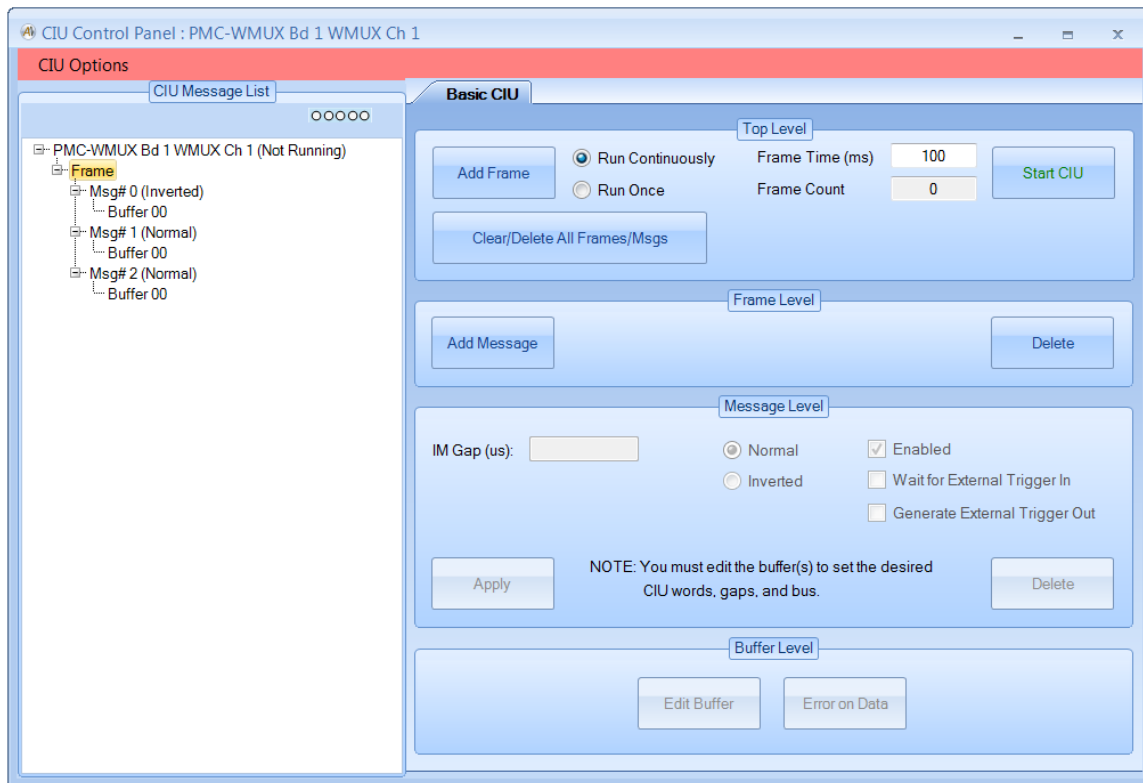 CIU Control Panel : PMC-WMUX Bd 1 WMUX Ch 1
CIU Options
CIU Message List
PMC-WMUX Bd 1 WMUX Ch 1 (Not Running)
Frame
Msg# 0 (Inverted)
Buffer 00
Msg# 1 (Normal)
Buffer 00
Msg# 2 (Normal)
Buffer 00
Basic CIU
Top Level
Add Frame
Run Continuously
Run Once
Frame Time (ms)
100
Frame Count
0
Start CIU
Clear/Delete All Frames/Msgs
Frame Level
Add Message
Delete
Message Level
IM Gap (us):
Normal
Inverted
Enabled
Wait for External Trigger In
Generate External Trigger Out
Apply
NOTE: You must edit the buffer(s) to set the desired
CIU words, gaps, and bus.
Delete
Buffer Level
Edit Buffer
Error on Data